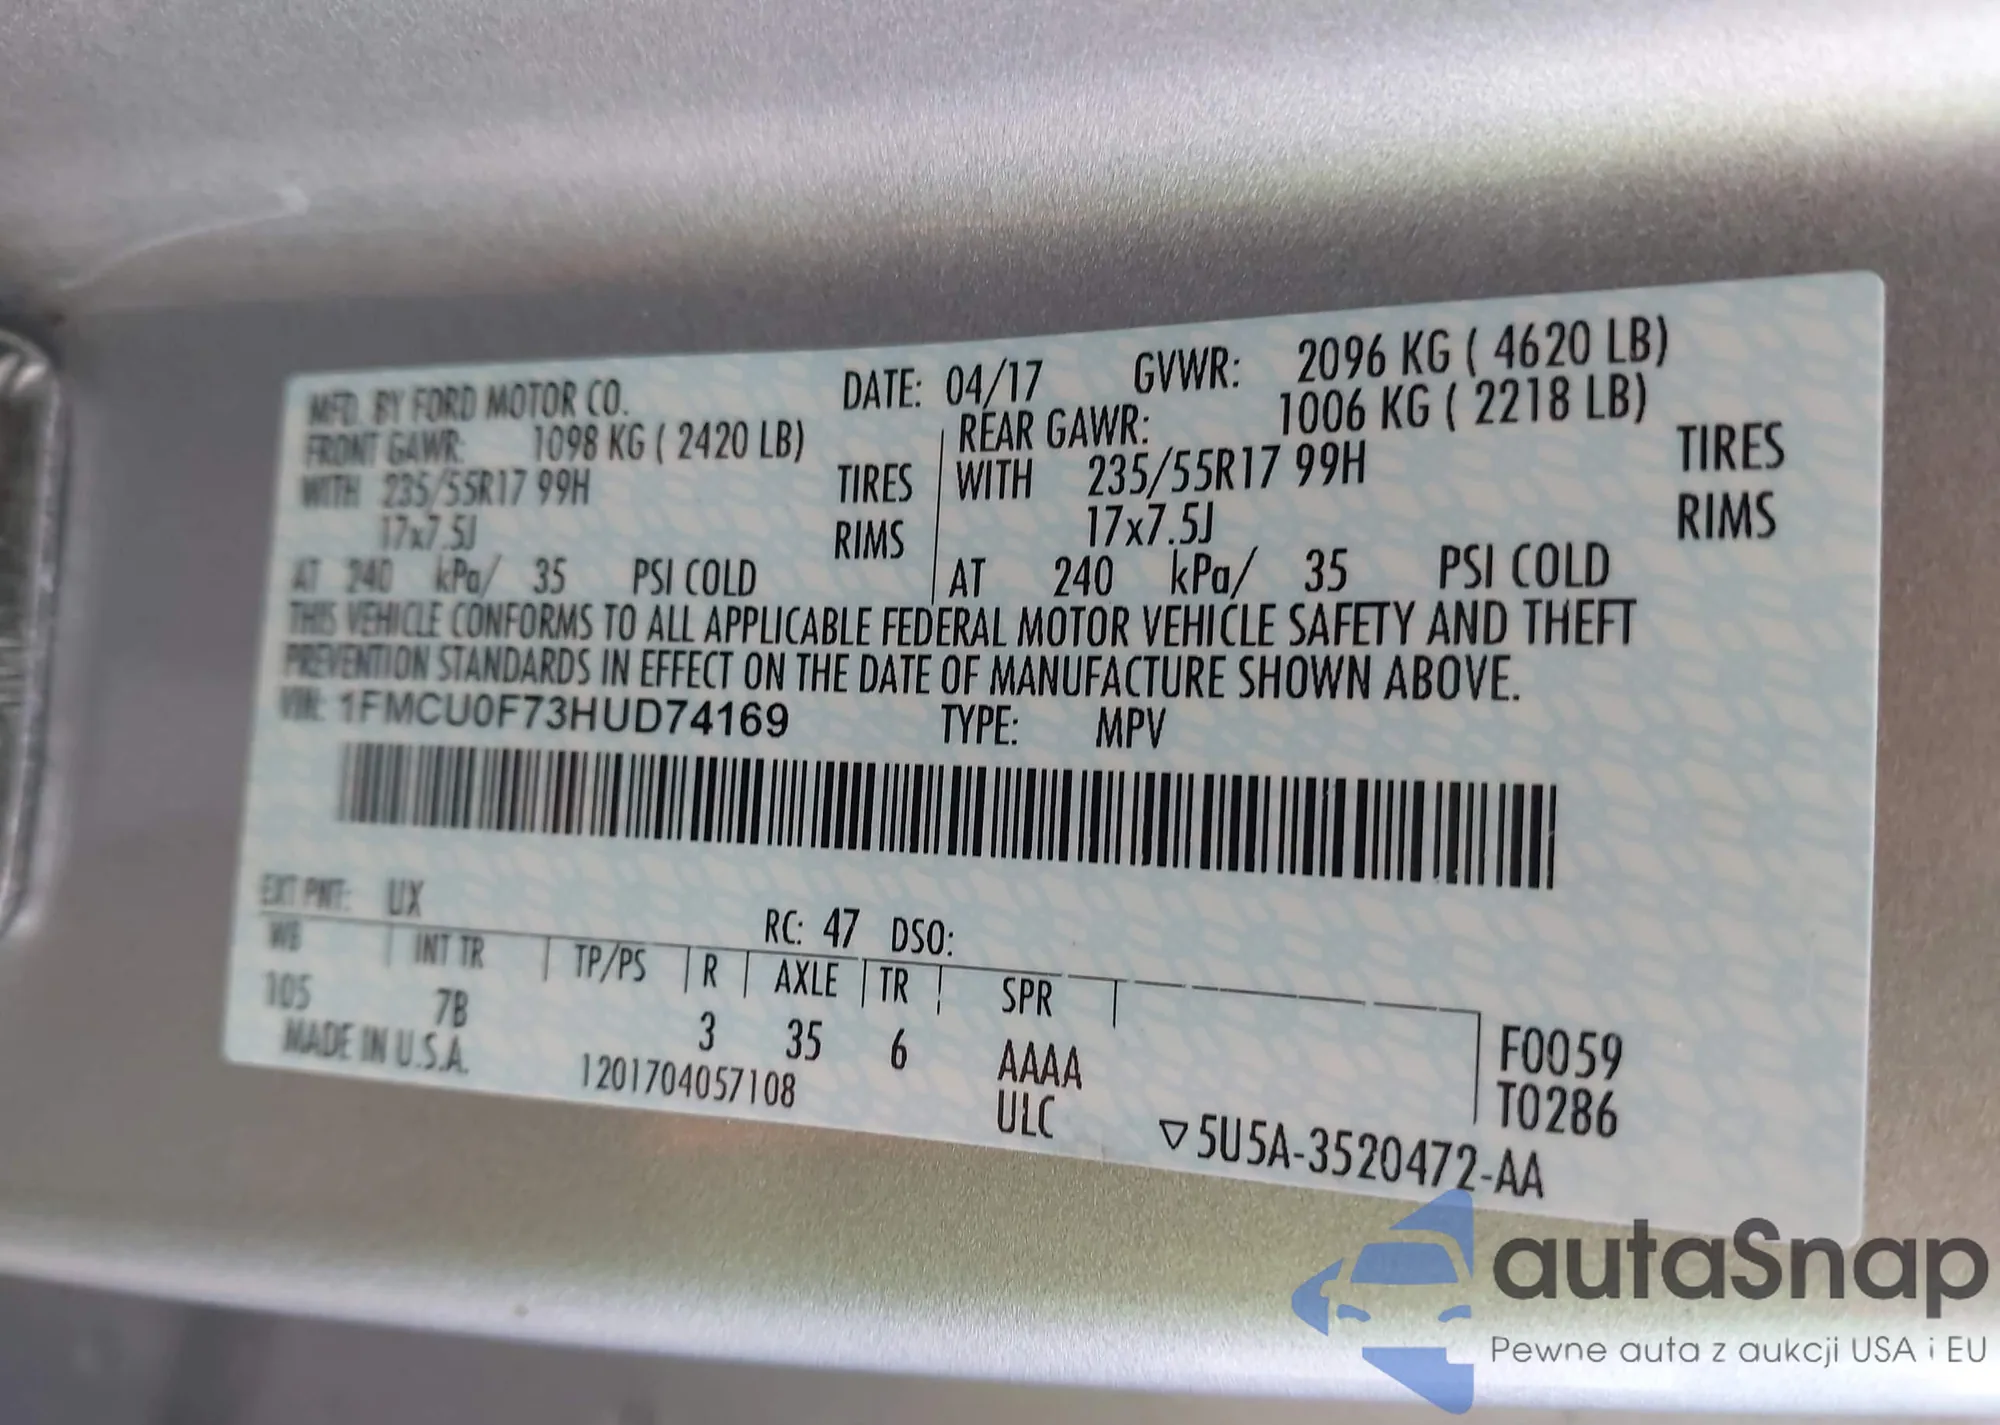 MFD. BY FORD MOTOR CO. DATE: 04/17 GVWR: 2096 KG ( 4620 LB)
FRONT GAWR: 1098 KG ( 2420 LB) REAR GAWR: 1006 KG ( 2218 LB)
WITH 235/55R17 99H TIRES WITH 235/55R17 99H TIRES
17x7.5J RIMS 17x7.5J RIMS
AT 240 kPa/ 35 PSI COLD AT 240 kPa/ 35 PSI COLD
THIS VEHICLE CONFORMS TO ALL APPLICABLE FEDERAL MOTOR VEHICLE SAFETY AND THEFT
PREVENTION STANDARDS IN EFFECT ON THE DATE OF MANUFACTURE SHOWN ABOVE.
VIN: 1FMCU0F73HUD74169 TYPE: MPV
EXT PNT: UX RC: 47 DSO:
WB INT TR TP/PS R AXLE TR SPR
105 7B 3 35 6 AAAA F0059
MADE IN U.S.A. 1201704057108 ULC T0286
▽5U5A-3520472-AA
autaSnap
Pewne auta z aukcji USA i EU